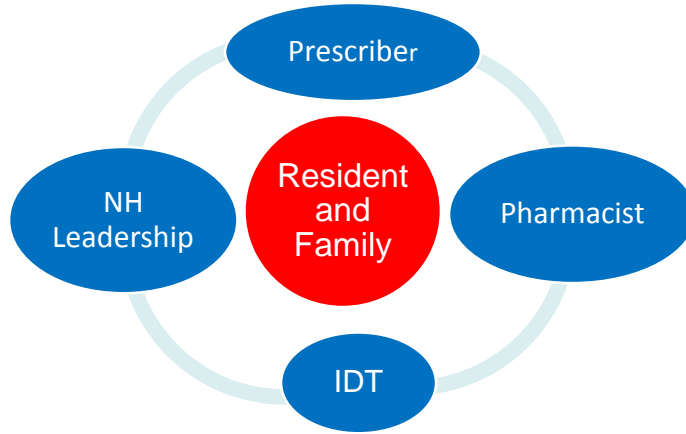 Prescriber
Resident
and
Family
NH
Leadership
Pharmacist
IDT